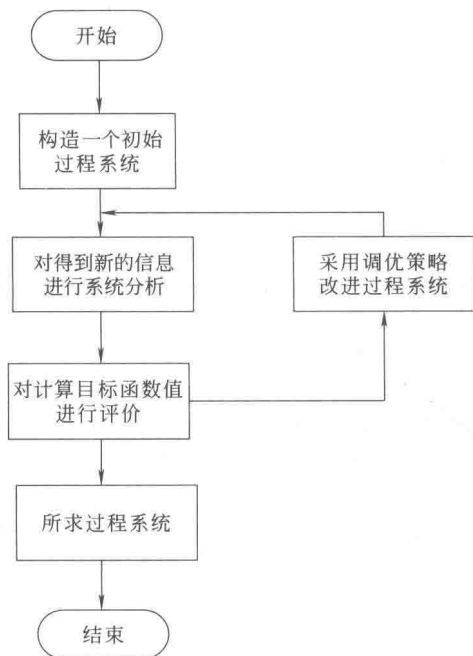 开始
构造一个初始
过程系统
对得到新的信息
进行系统分析
采用调优策略
改进过程系统
对计算目标函数值
进行评价
所求过程系统
结束